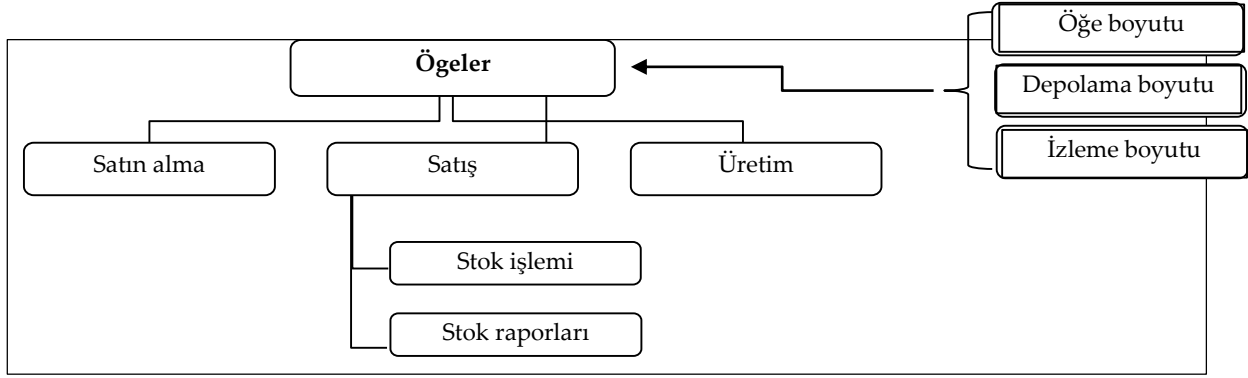 Öğe boyutu
Ögeler
Depolama boyutu
İzleme boyutu
Satın alma
Satış
Üretim
Stok işlemi
Stok raporları